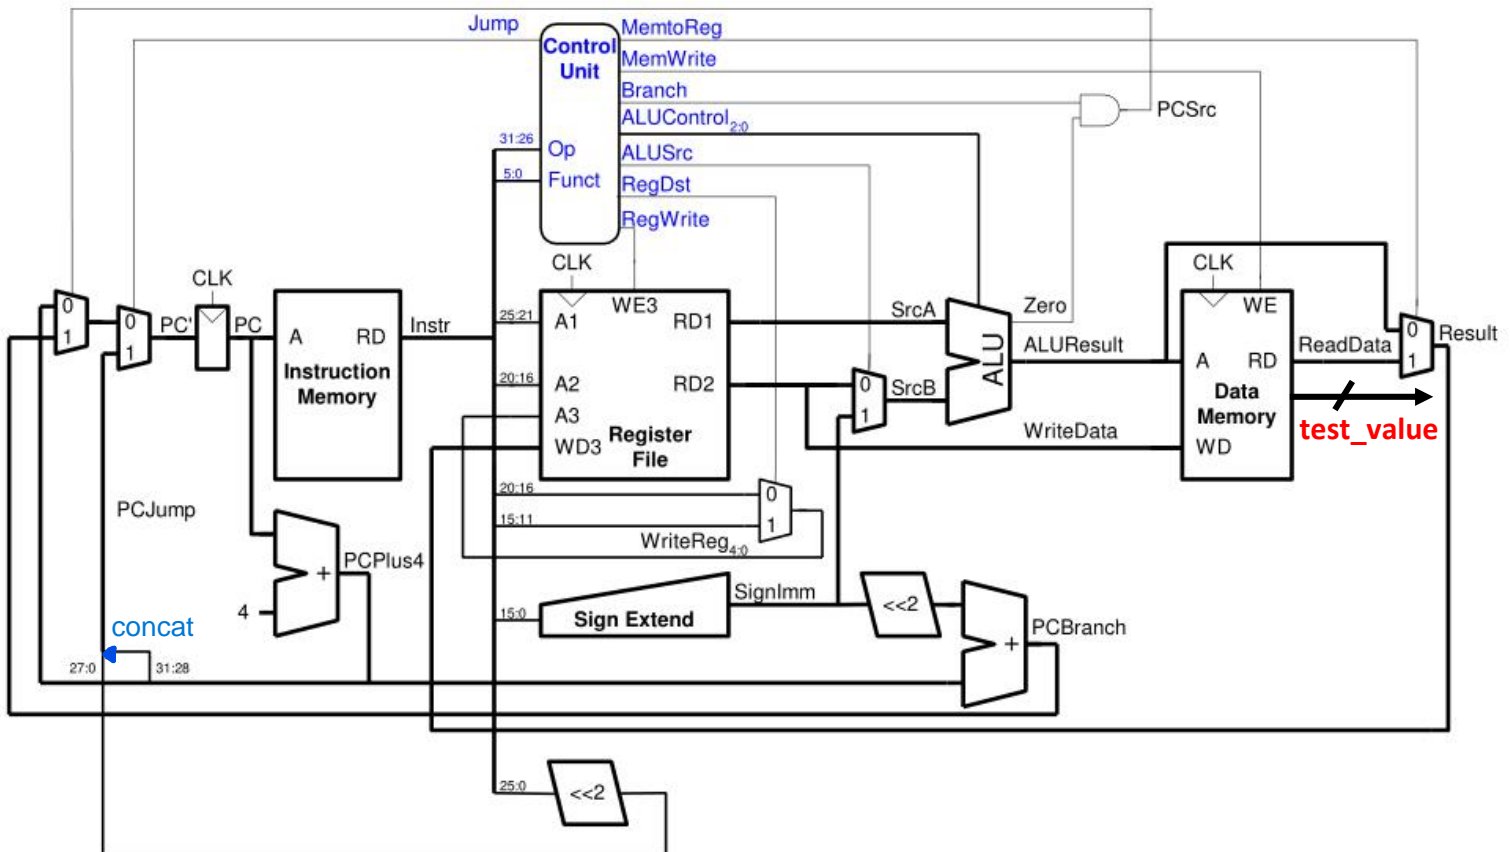 Jump
Control
Unit
MemtoReg
MemWrite
Branch
ALUControl2:0
ALUSrc
RegDst
RegWrite
PCSrc
31:26
Op
5:0
Funct
CLK
CLK
CLK
0
1
0
1
PC'
PC
A
RD
Instruction
Memory
Instr
25:21
A1
WE3
RD1
20:16
A2
RD2
A3
WD3
Register
File
SrcA
0
1
SrcB
ALU
Zero
ALUResult
WriteData
WE
A
RD
Data
Memory
WD
ReadData
0
1
Result
test_value
20:16
0
15:11
1
WriteReg4:0
PCJump
PCPlus4
+
4
SignImm
15:0
Sign Extend
<<2
+
PCBranch
concat
27:0
31:28
25:0
<<2